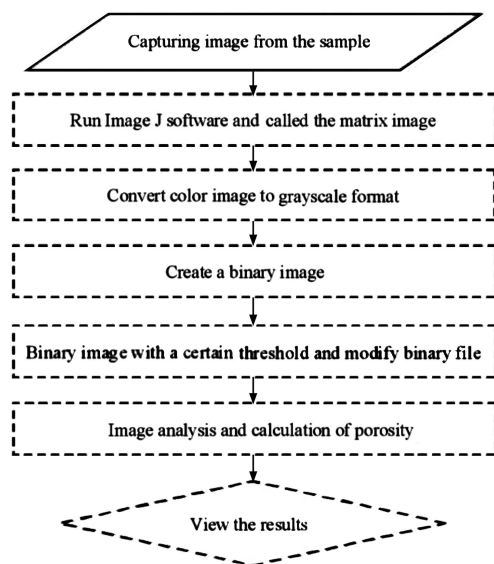 Capturing image from the sample
Run Image J software and called the matrix image
Convert color image to grayscale format
Create a binary image
Binary image with a certain threshold and modify binary file
Image analysis and calculation of porosity
View the results